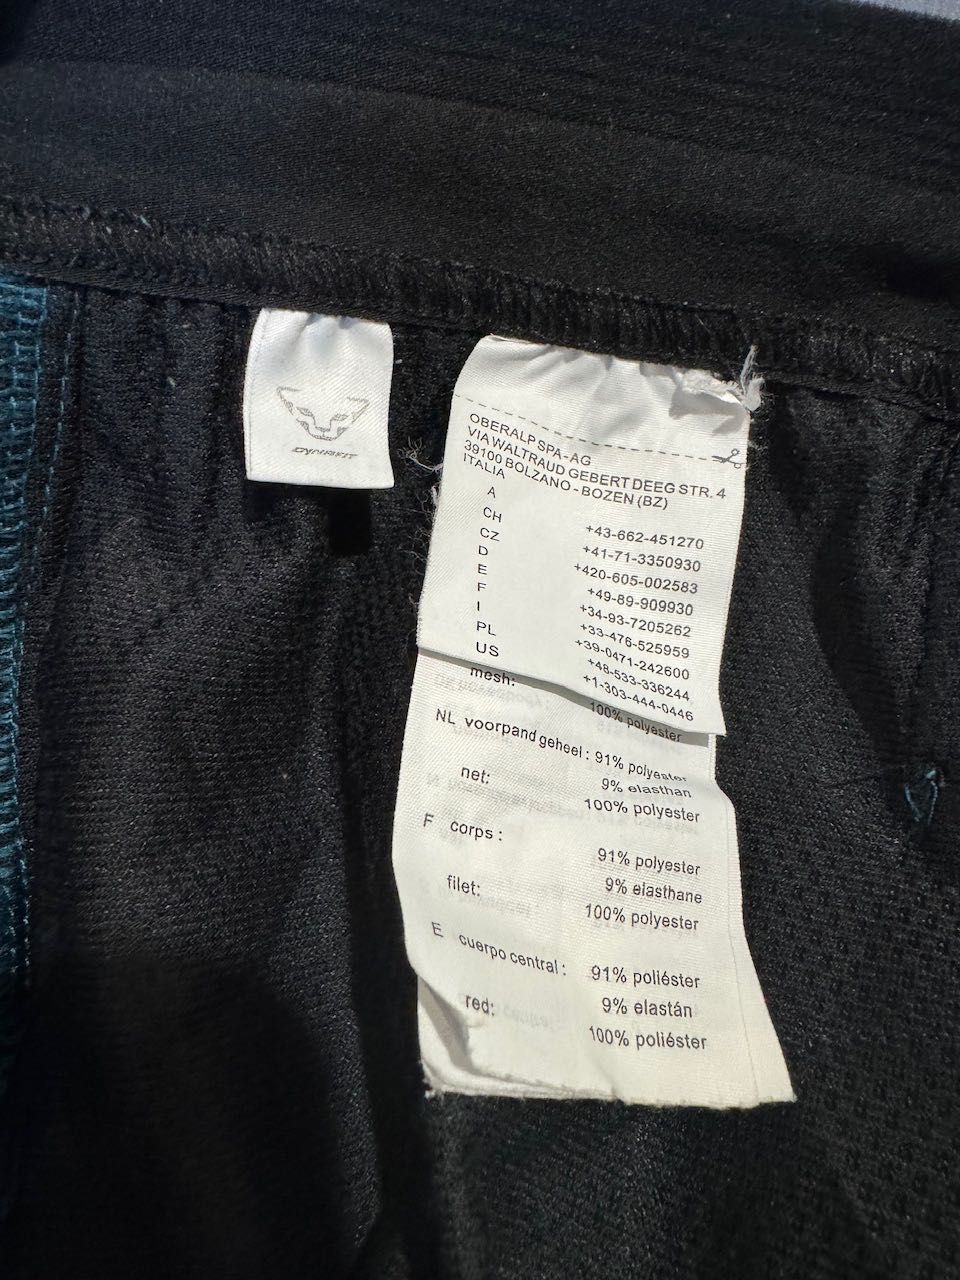 DYNAFIT
OBERALP SPA - AG
VIA WALTRAUD GEBERT DEEG STR. 4
39100 BOLZANO - BOZEN (BZ)
ITALIA
A +43-662-451270
CH +41-71-3350930
CZ +420-605-002583
D +49-89-909930
E +34-93-7205262
F +33-476-525959
I +39-0471-242600
PL +48-533-336244
US +1-303-444-0446
mesh: 100% polyester
NL voorpand geheel : 91% polyester
9% elasthan
net: 100% polyester
F corps : 91% polyester
9% elasthane
filet: 100% polyester
E cuerpo central : 91% poliéster
9% elastán
red: 100% poliéster